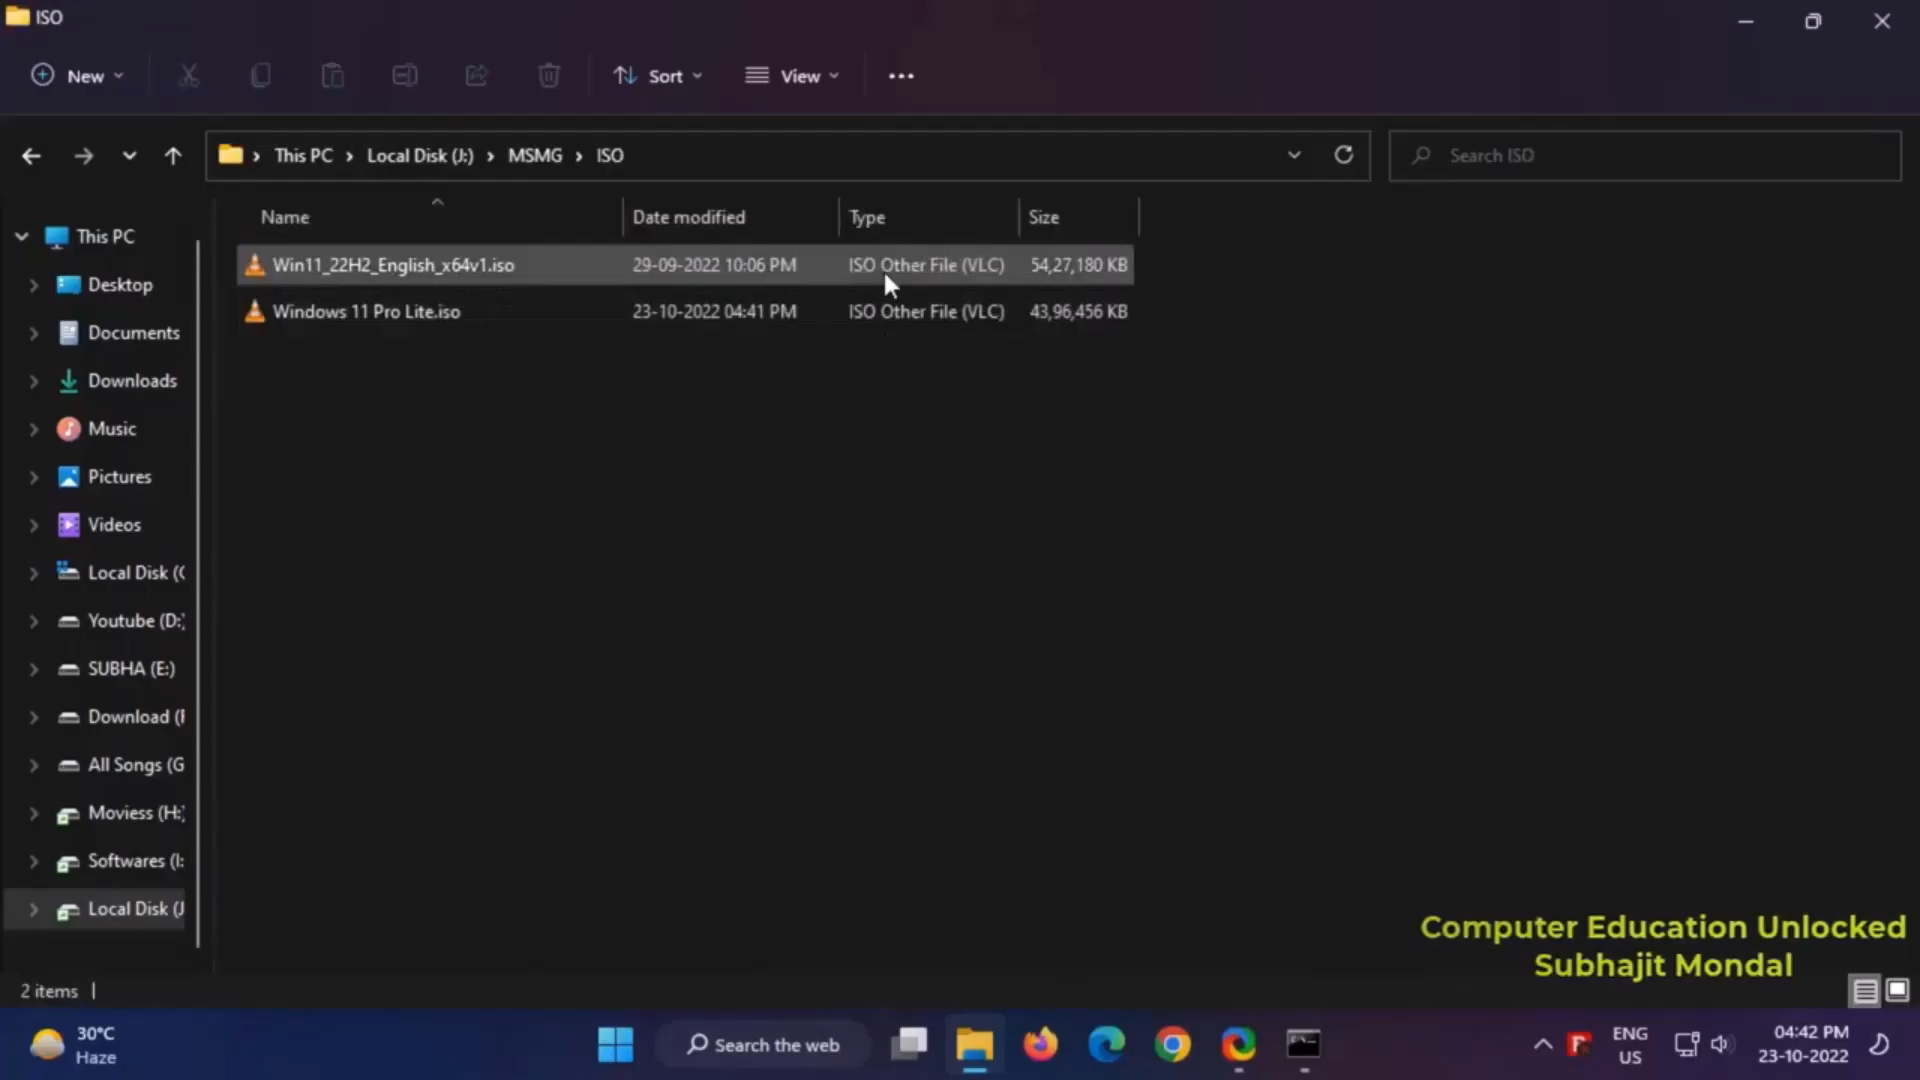 ISO
New
Sort
View
This PC > Local Disk (J:) > MSMG > ISO
Search ISO
Name Date modified Type Size
Win11_22H2_English_x64v1.iso 29-09-2022 10:06 PM ISO Other File (VLC) 54,27,180 KB
Windows 11 Pro Lite.iso 23-10-2022 04:41 PM ISO Other File (VLC) 43,96,456 KB
This PC
Desktop
Documents
Downloads
Music
Pictures
Videos
Local Disk (C
Youtube (D:)
SUBHA (E:)
Download (F
All Songs (G
Moviess (H:)
Softwares (I:
Local Disk (J
Computer Education Unlocked
Subhajit Mondal
2 items
30°C
Haze
Search the web
ENG
US
04:42 PM
23-10-2022